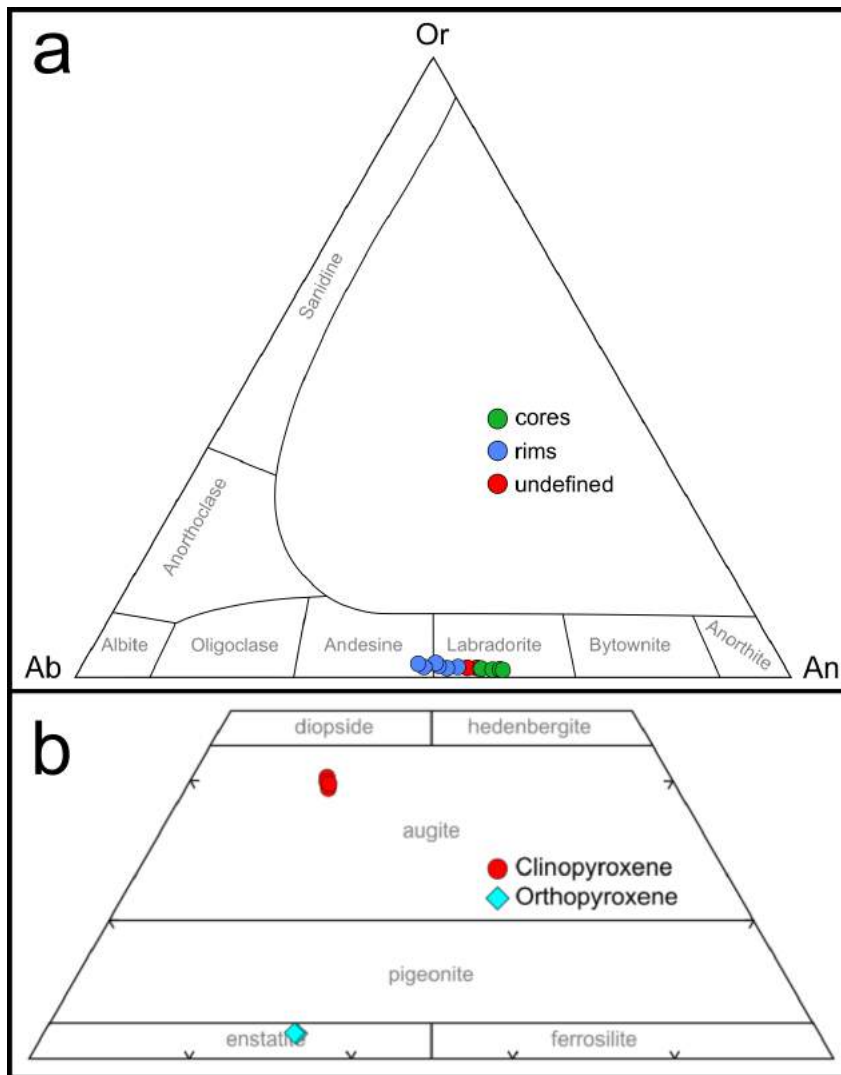 a
Or
Sanidine
cores
rims
undefined
Anorthoclase
Albite
Oligoclase
Andesine
Labradorite
Bytownite
Anorthite
Ab
An
b
diopside
hedenbergite
augite
Clinopyroxene
Orthopyroxene
pigeonite
enstatite
ferrosilite